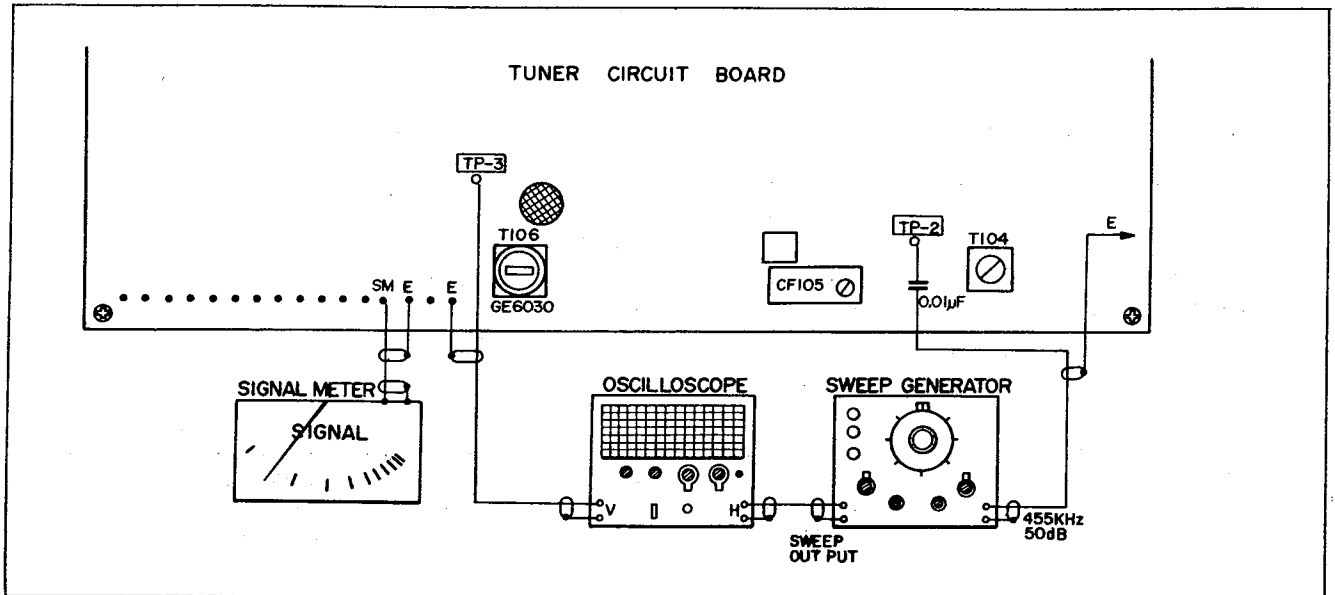 TUNER CIRCUIT BOARD
TP-3
T106
GE6030
SM E E
TP-2
T104
E
CF105
0.01µF
SIGNAL METER
SIGNAL
OSCILLOSCOPE
V
H
SWEEP GENERATOR
SWEEP
OUT PUT
455KHz
50dB